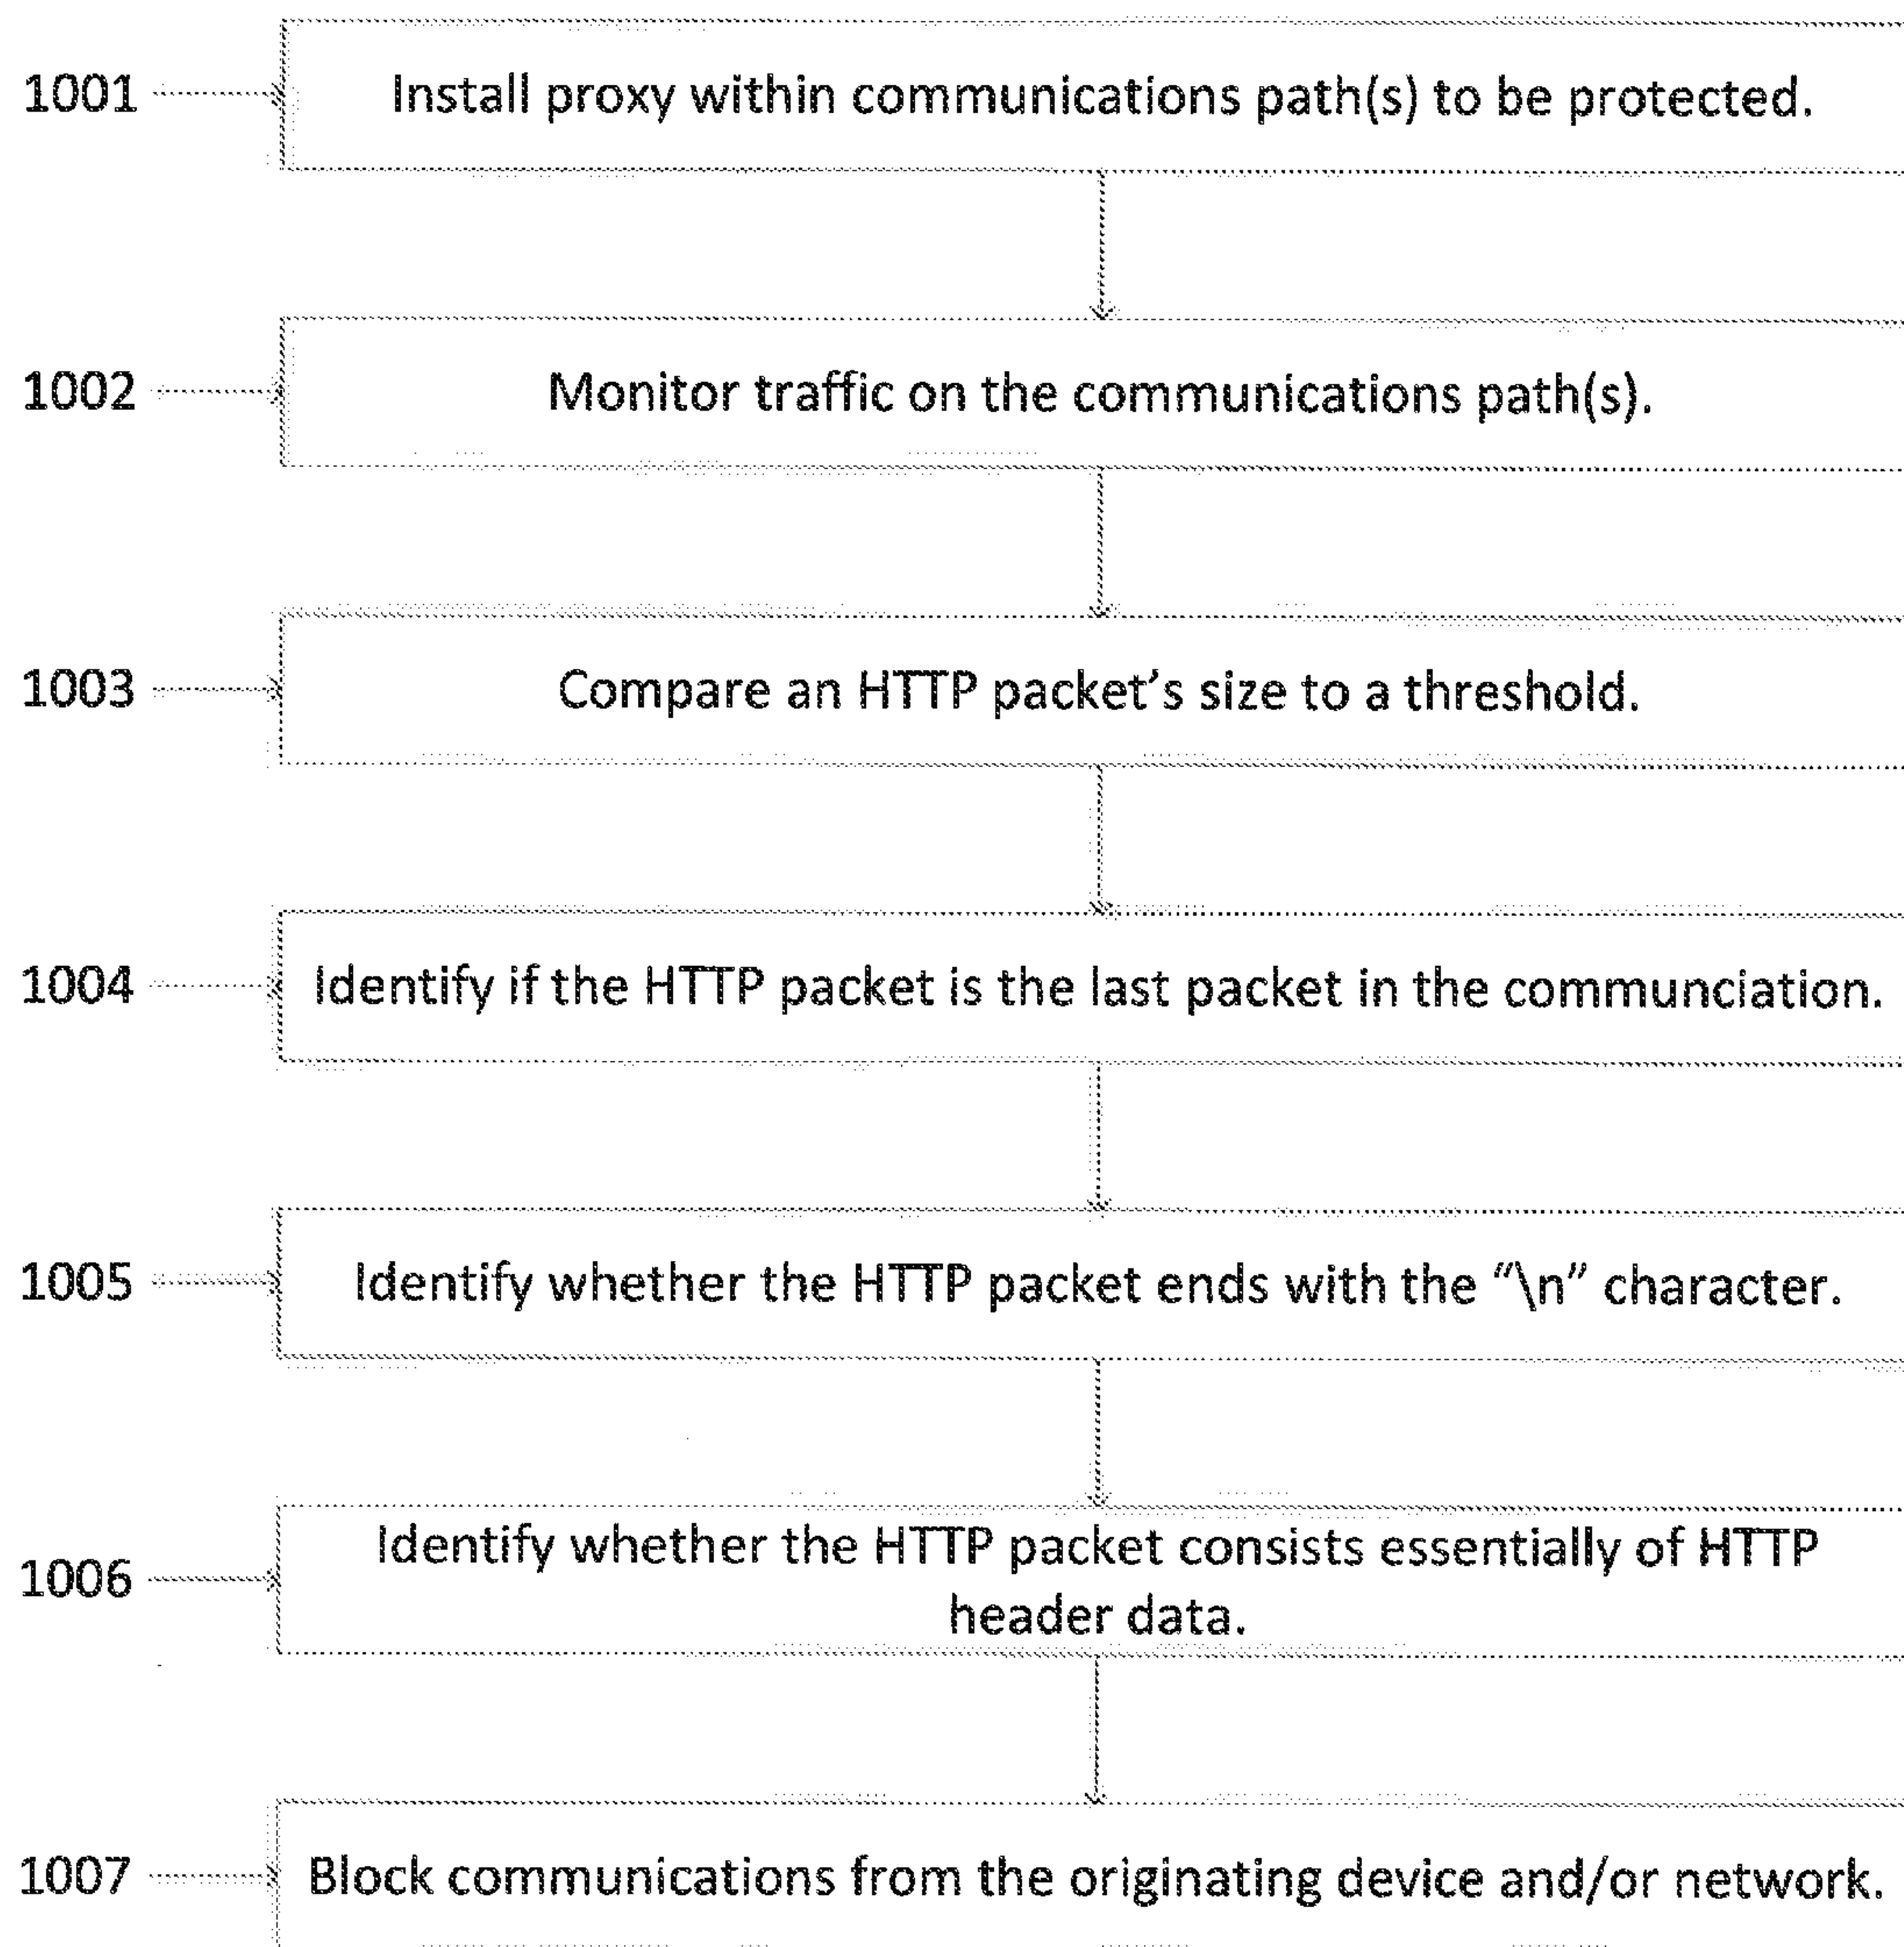 1001 Install proxy within communications path(s) to be protected.
1002 Monitor traffic on the communications path(s).
1003 Compare an HTTP packet's size to a threshold.
1004 Identify if the HTTP packet is the last packet in the communciation.
1005 Identify whether the HTTP packet ends with the “\n” character.
1006 Identify whether the HTTP packet consists essentially of HTTP
header data.
1007 Block communications from the originating device and/or network.